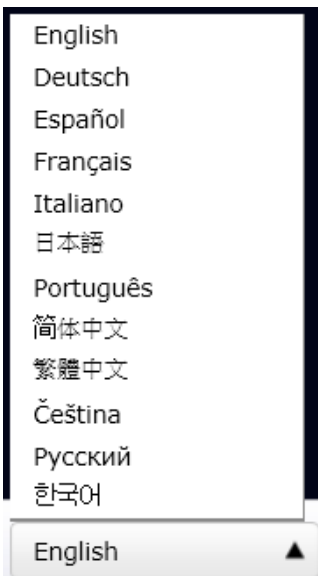 English
Deutsch
Español
Français
Italiano
日本語
Português
简体中文
繁體中文
Čeština
Русский
한국어
English